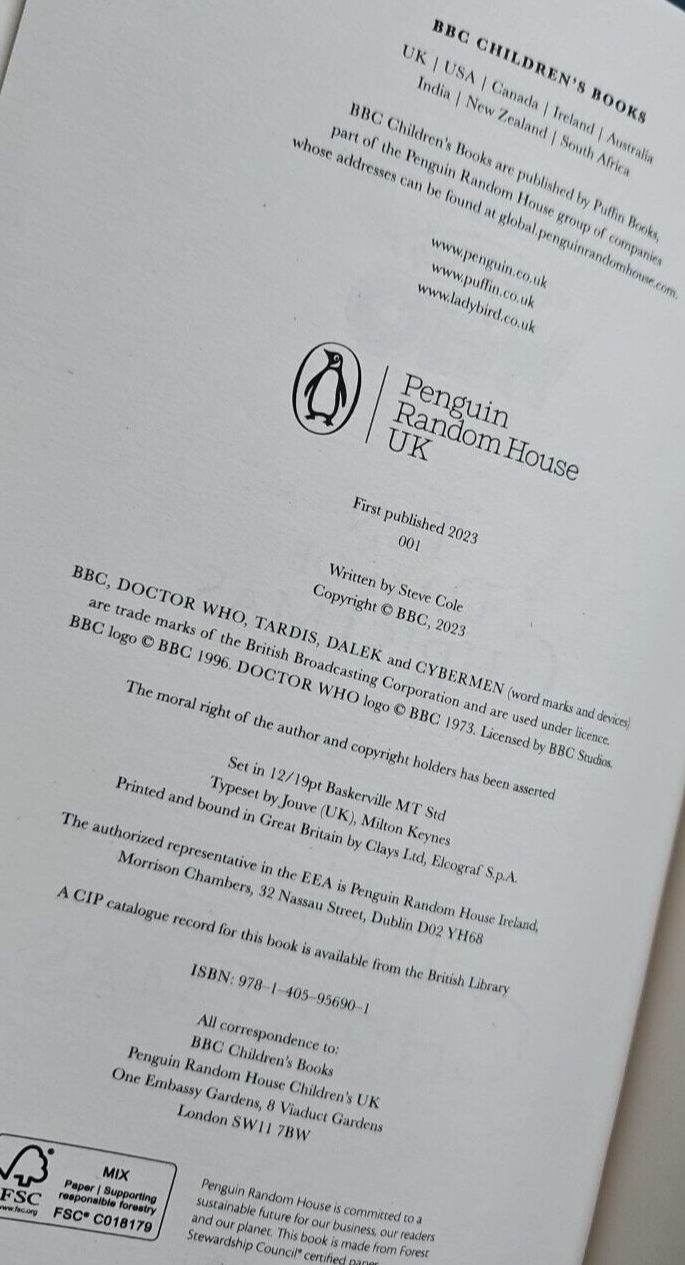 BBC CHILDREN'S BOOKS
UK | USA | Canada | Ireland | Australia
India | New Zealand | South Africa
BBC Children's Books are published by Puffin Books,
part of the Penguin Random House group of companies
whose addresses can be found at global.penguinrandomhouse.com.
www.penguin.co.uk
www.puffin.co.uk
www.ladybird.co.uk
Penguin
Random House
UK
First published 2023
001
Written by Steve Cole
Copyright © BBC, 2023
BBC, DOCTOR WHO, TARDIS, DALEK and CYBERMEN (word marks and devices)
are trade marks of the British Broadcasting Corporation and are used under licence.
BBC logo © BBC 1996. DOCTOR WHO logo © BBC 1973. Licensed by BBC Studios.
The moral right of the author and copyright holders has been asserted
Set in 12/19pt Baskerville MT Std
Typeset by Jouve (UK), Milton Keynes
Printed and bound in Great Britain by Clays Ltd, Elcograf S.p.A.
The authorized representative in the EEA is Penguin Random House Ireland,
Morrison Chambers, 32 Nassau Street, Dublin D02 YH68
A CIP catalogue record for this book is available from the British Library
ISBN: 978–1–405–95690–1
All correspondence to:
BBC Children's Books
Penguin Random House Children's UK
One Embassy Gardens, 8 Viaduct Gardens
London SW11 7BW
FSC
www.fsc.org
MIX
Paper | Supporting
responsible forestry
FSC® C018179
Penguin Random House is committed to a
sustainable future for our business, our readers
and our planet. This book is made from Forest
Stewardship Council® certified paper.